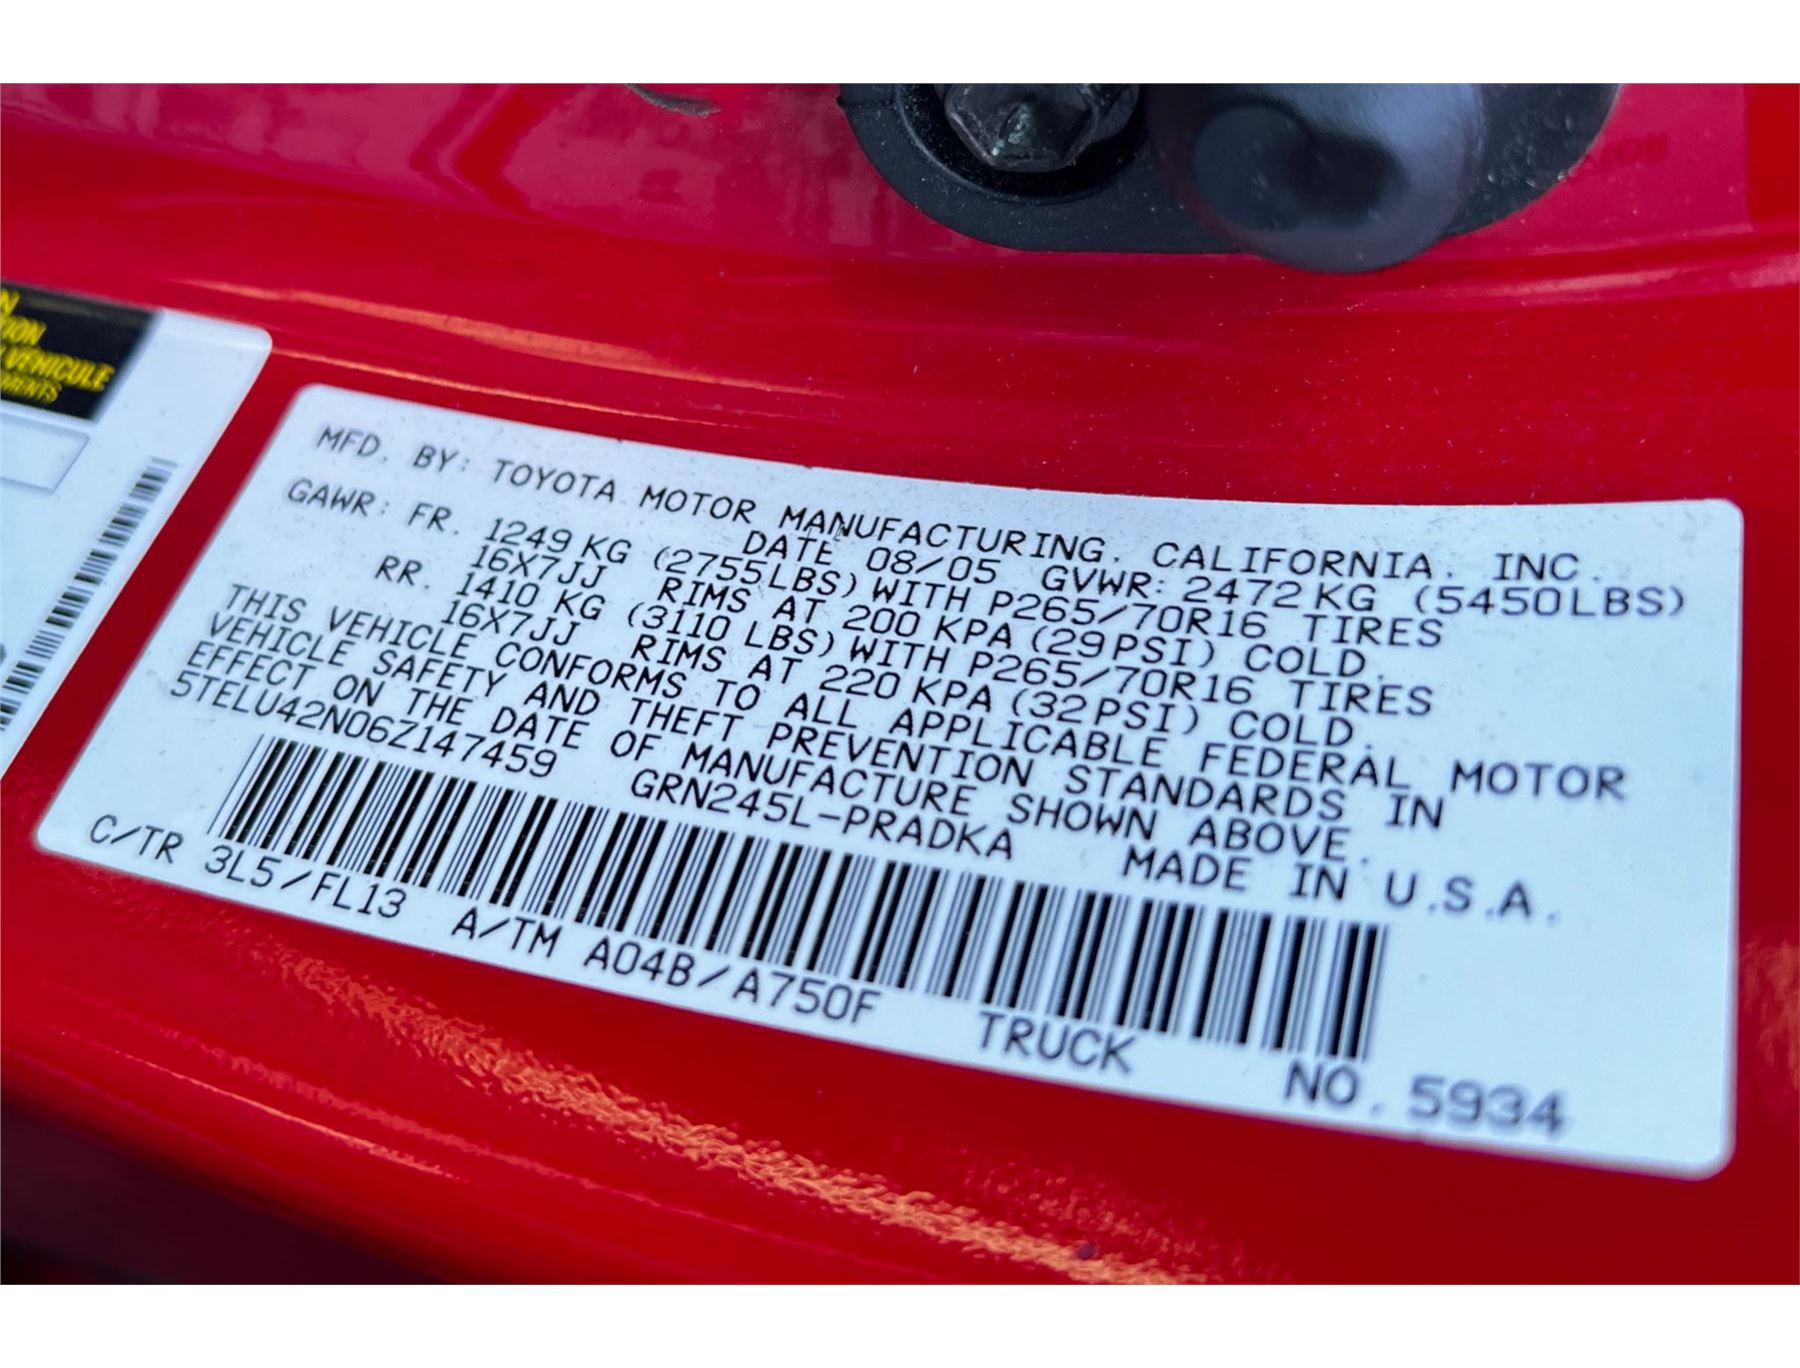 N
ION
VEHICULE
MENTS
MFD. BY: TOYOTA MOTOR MANUFACTURING, CALIFORNIA, INC.
DATE 08/05 GVWR: 2472 KG (5450LBS)
GAWR: FR. 1249 KG (2755LBS) WITH P265/70R16 TIRES
16X7JJ RIMS AT 200 KPA (29PSI) COLD.
RR. 1410 KG (3110 LBS) WITH P265/70R16 TIRES
16X7JJ RIMS AT 220 KPA (32PSI) COLD.
THIS VEHICLE CONFORMS TO ALL APPLICABLE FEDERAL MOTOR
VEHICLE SAFETY AND THEFT PREVENTION STANDARDS IN
EFFECT ON THE DATE OF MANUFACTURE SHOWN ABOVE.
5TELU42N06Z147459 GRN245L-PRADKA MADE IN U.S.A.
C/TR 3L5/FL13 A/TM A04B/A750F TRUCK NO. 5934